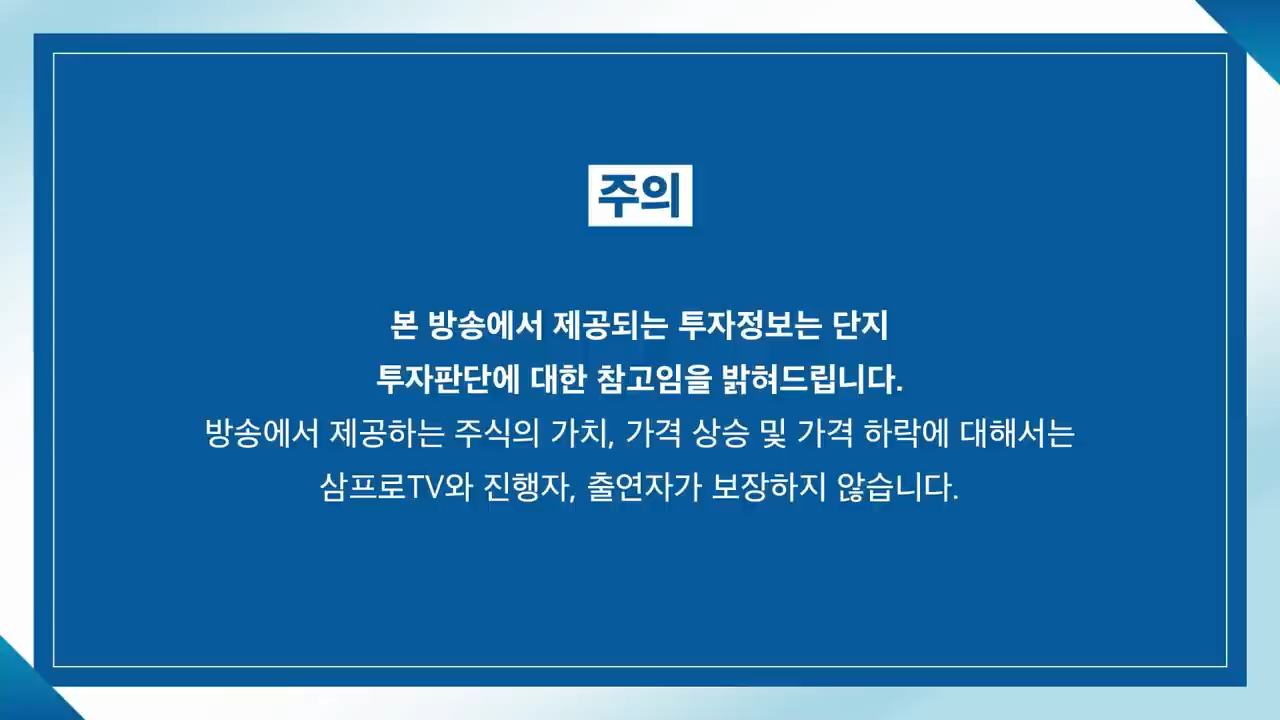 주의
본 방송에서 제공되는 투자정보는 단지
투자판단에 대한 참고임을 밝혀드립니다.
방송에서 제공하는 주식의 가치, 가격 상승 및 가격 하락에 대해서는
삼프로TV와 진행자, 출연자가 보장하지 않습니다.